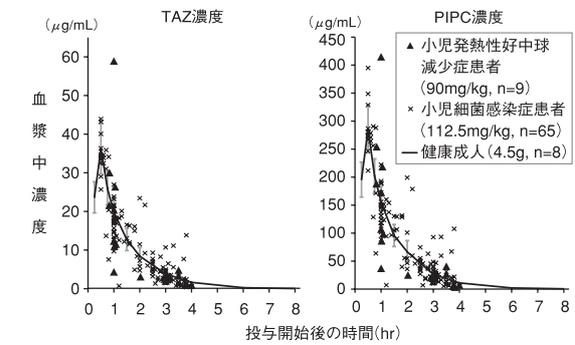 TAZ濃度
PIPC濃度
(μg/mL)
60
50
40
30
20
10
0
血漿中濃度
0 1 2 3 4 5 6 7 8
(μg/mL)
450
400
350
300
250
200
150
100
50
0
0 1 2 3 4 5 6 7 8
▲ 小児発熱性好中球
減少症患者
(90mg/kg, n=9)
× 小児細菌感染症患者
(112.5mg/kg, n=65)
― 健康成人(4.5g, n=8)
投与開始後の時間(hr)